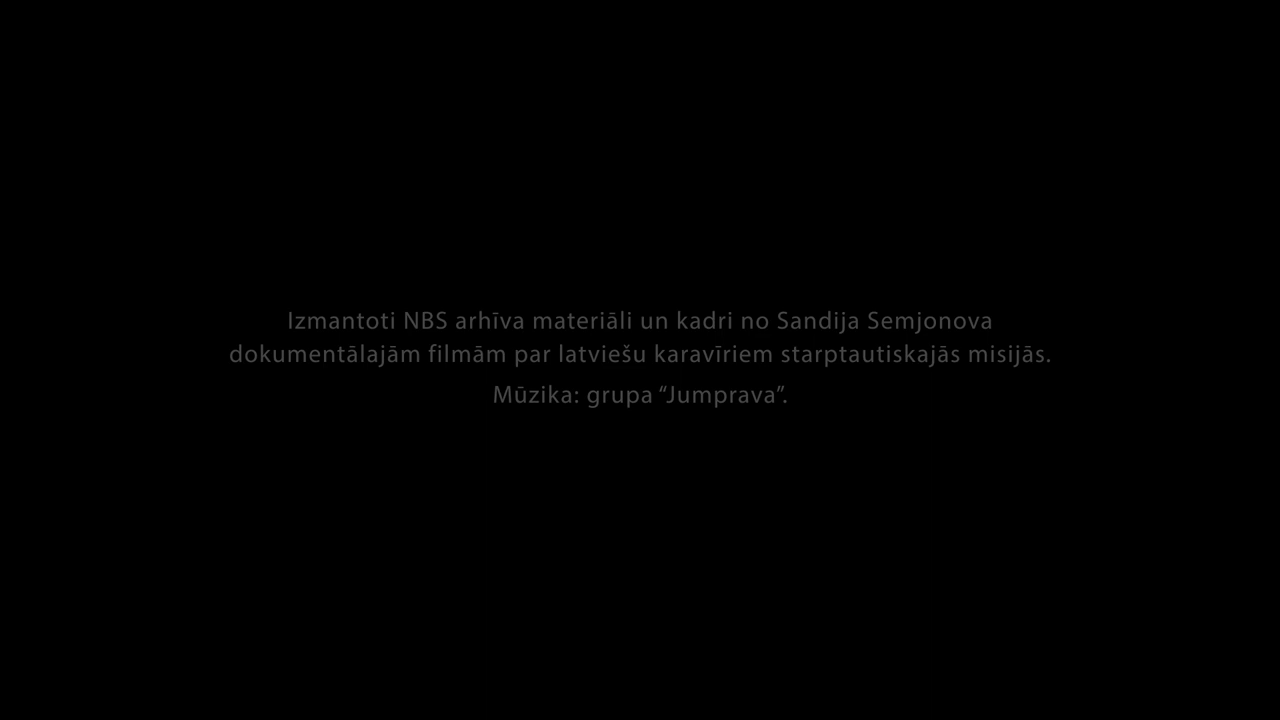 Izmantoti NBS arhīva materiāli un kadri no Sandija Semjonova
dokumentālajām filmām par latviešu karavīriem starptautiskajās misijās.
Mūzika: grupa “Jumprava”.